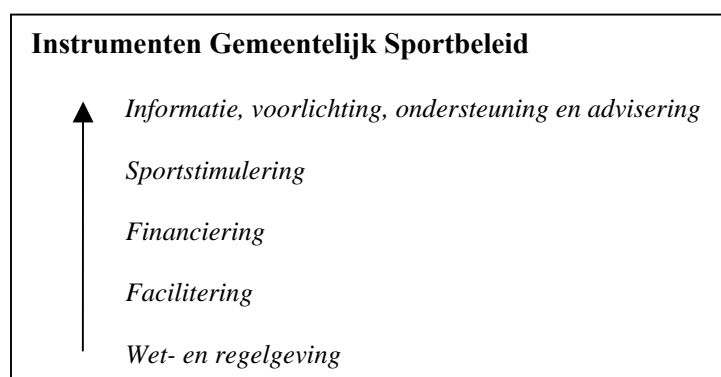 Instrumenten Gemeentelijk Sportbeleid
Informatie, voorlichting, ondersteuning en advisering
Sportstimulering
Financiering
Facilitering
Wet- en regelgeving